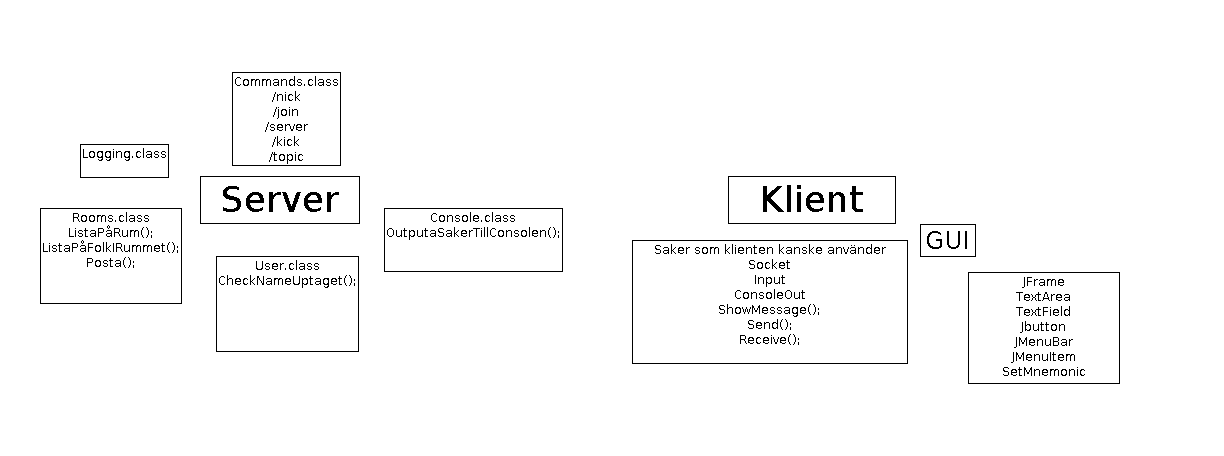 Commands.class
/nick
/join
/server
/kick
/topic
Logging.class
Server
Rooms.class
ListaPåRum();
ListaPåFolkIRummet();
Posta();
User.class
CheckNameUptaget();
Console.class
OutputaSakerTillConsolen();
Klient
Saker som klienten kanske använder
Socket
Input
ConsoleOut
ShowMessage();
Send();
Receive();
GUI
JFrame
TextArea
TextField
Jbutton
JMenuBar
JMenuItem
SetMnemonic